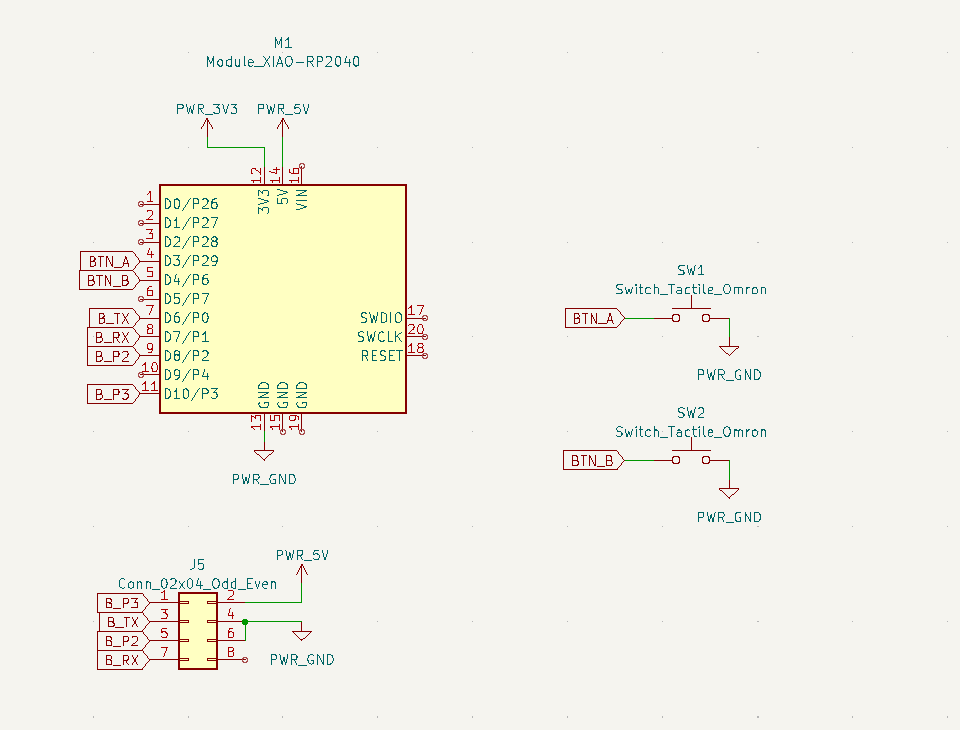 M1
Module_XIAO-RP2040
PWR_3V3 PWR_5V
12 14 16
3V3 5V VIN
1 D0/P26
2 D1/P27
3 D2/P28
BTN_A 4 D3/P29
BTN_B 5 D4/P6
6 D5/P7
B_TX 7 D6/P0 SWDIO 17
B_RX 8 D7/P1 SWCLK 20
B_P2 9 D8/P2 RESET 18
10 D9/P4
B_P3 11 D10/P3
GND GND GND
13 15 19
PWR_GND
SW1
Switch_Tactile_Omron
BTN_A
PWR_GND
SW2
Switch_Tactile_Omron
BTN_B
PWR_GND
J5
Conn_02x04_Odd_Even
PWR_5V
B_P3 1 2
B_TX 3 4
B_P2 5 6
B_RX 7 8
PWR_GND